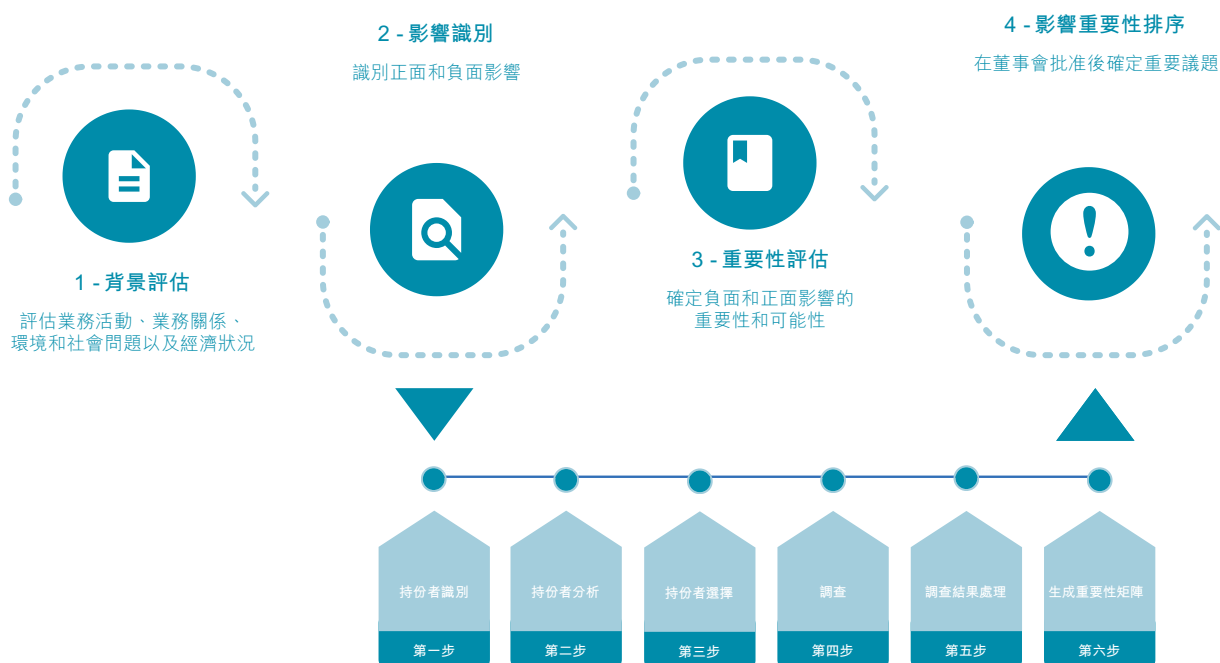 1 - 背景評估
評估業務活動、業務關係、
環境和社會問題以及經濟狀況
2 - 影響識別
識別正面和負面影響
3 - 重要性評估
確定負面和正面影響的
重要性和可能性
4 - 影響重要性排序
在董事會批准後確定重要議題
持份者識別
第一步
持份者分析
第二步
持份者選擇
第三步
調查
第四步
調查結果處理
第五步
生成重要性矩陣
第六步